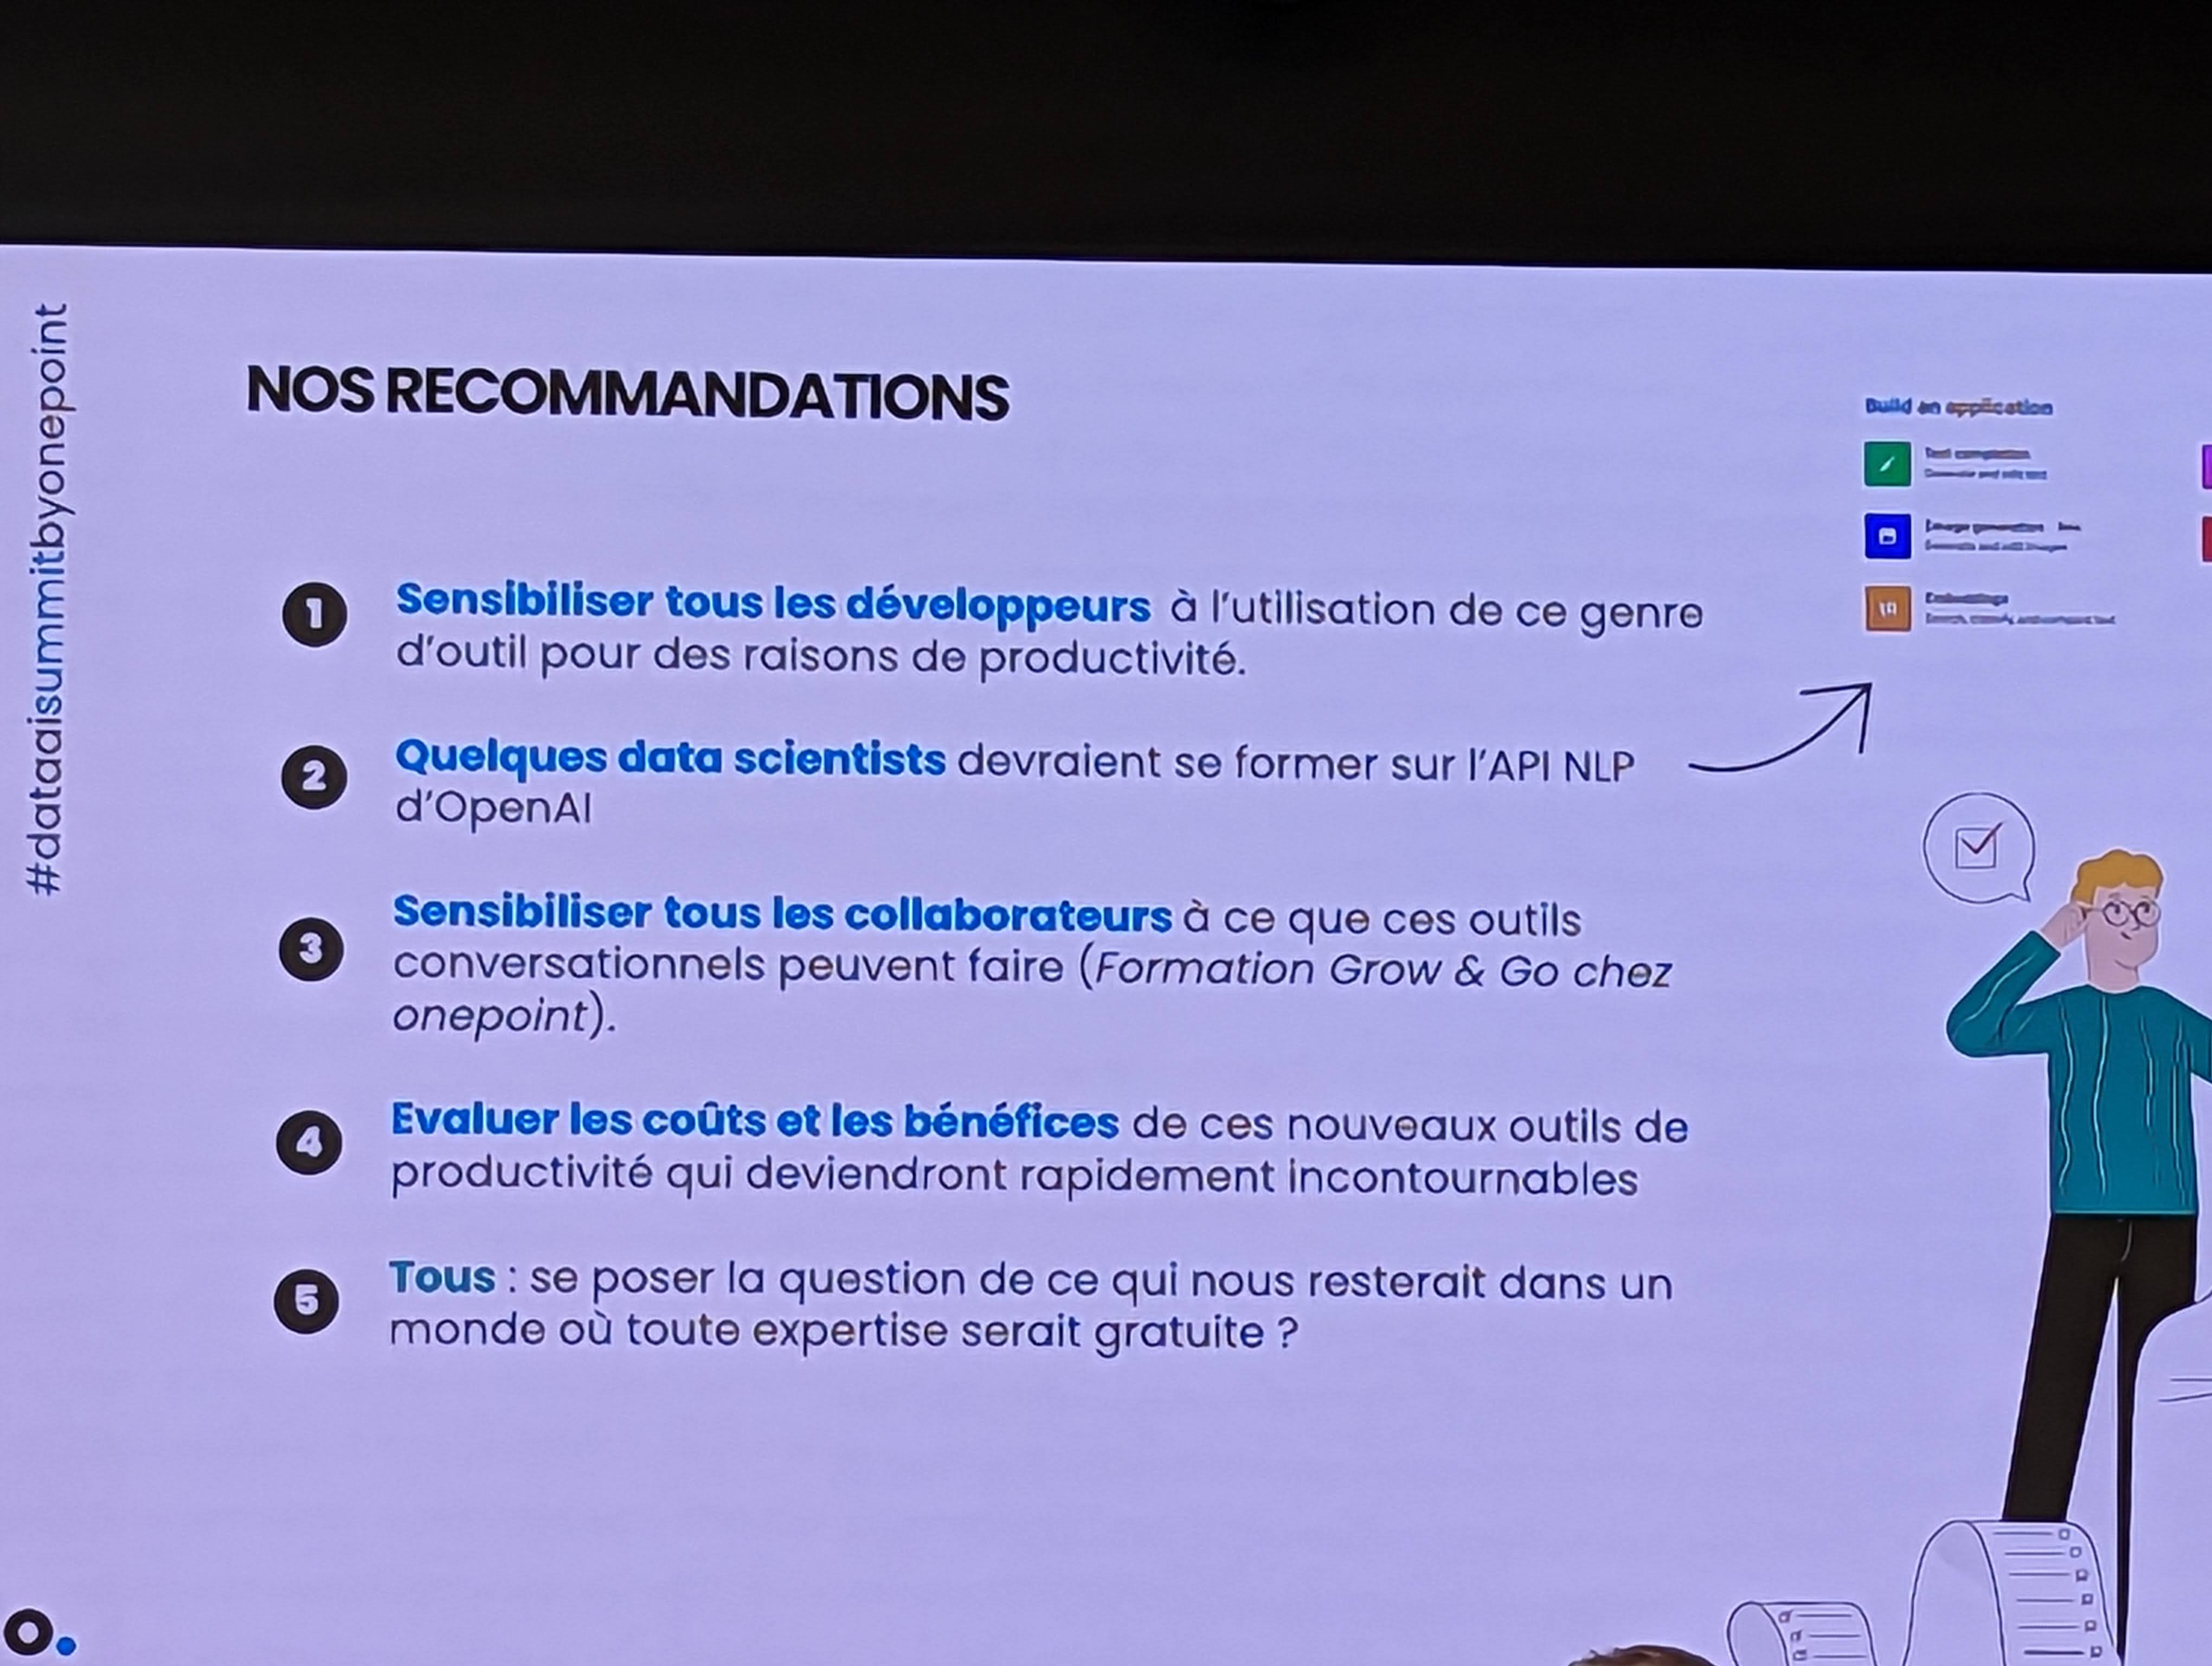 #dataaisummitbyonepoint
NOS RECOMMANDATIONS
1
Sensibiliser tous les développeurs à l'utilisation de ce genre
d'outil pour des raisons de productivité.
2
Quelques data scientists devraient se former sur l'API NLP
d'OpenAI
3
Sensibiliser tous les collaborateurs à ce que ces outils
conversationnels peuvent faire (Formation Grow & Go chez
onepoint).
4
Evaluer les coûts et les bénéfices de ces nouveaux outils de
productivité qui deviendront rapidement incontournables
5
Tous : se poser la question de ce qui nous resterait dans un
monde où toute expertise serait gratuite ?
Build an application
Embeddings
o.